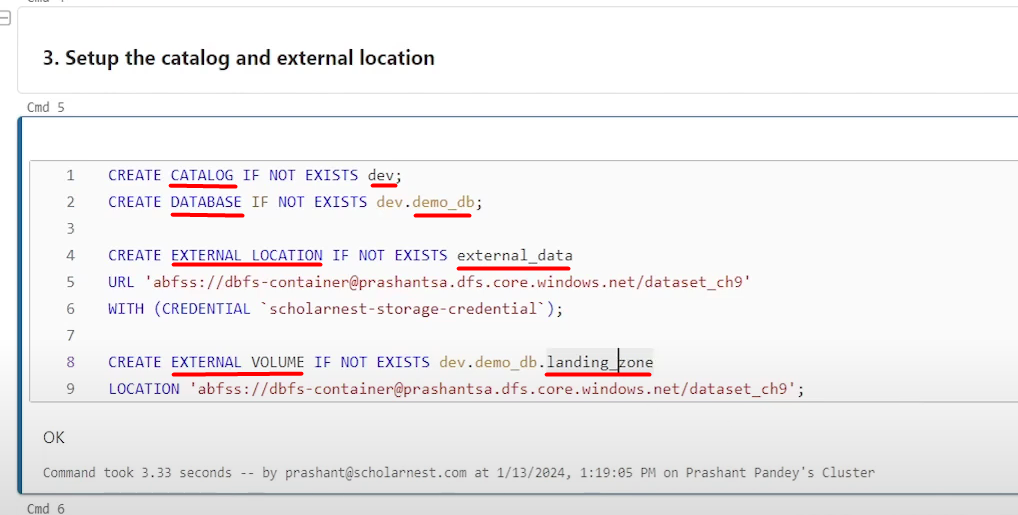 3. Setup the catalog and external location
Cmd 5
1 CREATE CATALOG IF NOT EXISTS dev;
2 CREATE DATABASE IF NOT EXISTS dev.demo_db;
3
4 CREATE EXTERNAL LOCATION IF NOT EXISTS external_data
5 URL 'abfss://dbfs-container@prashantsa.dfs.core.windows.net/dataset_ch9'
6 WITH (CREDENTIAL `scholarnest-storage-credential`);
7
8 CREATE EXTERNAL VOLUME IF NOT EXISTS dev.demo_db.landing_zone
9 LOCATION 'abfss://dbfs-container@prashantsa.dfs.core.windows.net/dataset_ch9';
OK
Command took 3.33 seconds -- by prashant@scholarnest.com at 1/13/2024, 1:19:05 PM on Prashant Pandey's Cluster
Cmd 6